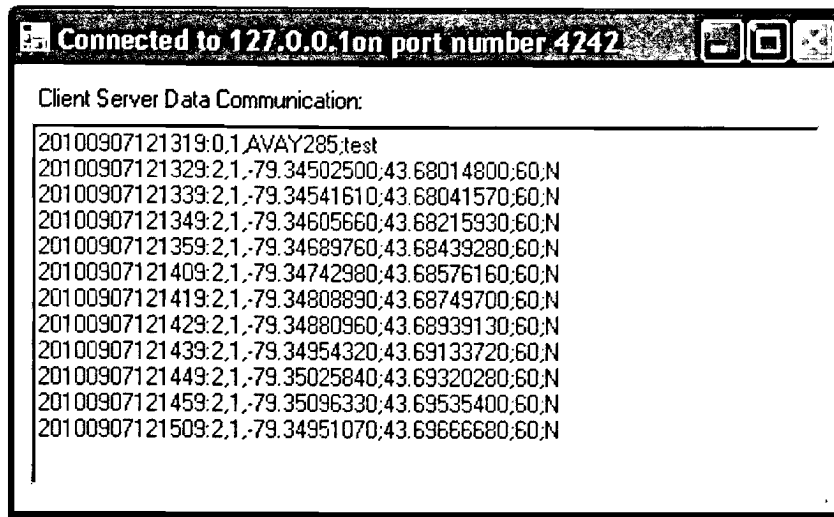 Connected to 127.0.0.1on port number 4242
Client Server Data Communication:
20100907121319:0,1,AVAY285;test
20100907121329:2,1,-79.34502500;43.68014800;60;N
20100907121339:2,1,-79.34541610;43.68041570;60;N
20100907121349:2,1,-79.34605660;43.68215930;60;N
20100907121359:2,1,-79.34689760;43.68439280;60;N
20100907121409:2,1,-79.34742980;43.68576160;60;N
20100907121419:2,1,-79.34808890;43.68749700;60;N
20100907121429:2,1,-79.34880960;43.68939130;60;N
20100907121439:2,1,-79.34954320;43.69133720;60;N
20100907121449:2,1,-79.35025840;43.69320280;60;N
20100907121459:2,1,-79.35096330;43.69535400;60;N
20100907121509:2,1,-79.34951070;43.69666680;60;N